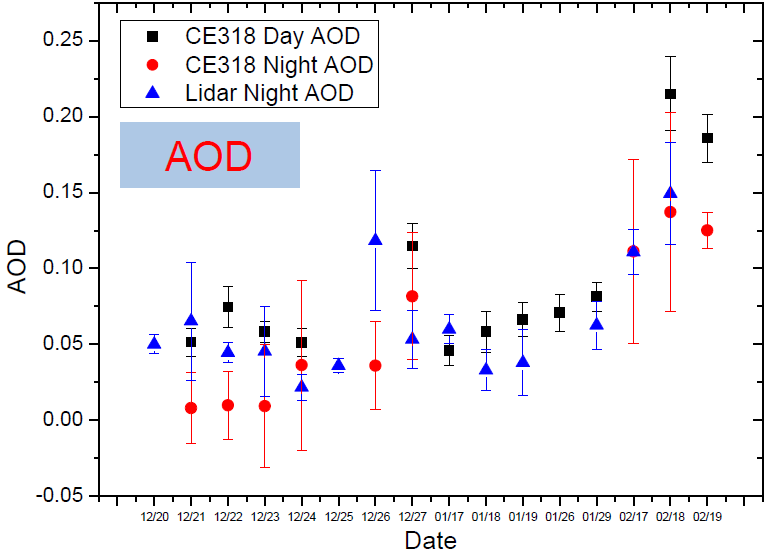 CE318 Day AOD
CE318 Night AOD
Lidar Night AOD
AOD
AOD
0.25
0.20
0.15
0.10
0.05
0.00
-0.05
12/20 12/21 12/22 12/23 12/24 12/25 12/26 12/27 01/17 01/18 01/19 01/26 01/29 02/17 02/18 02/19
Date